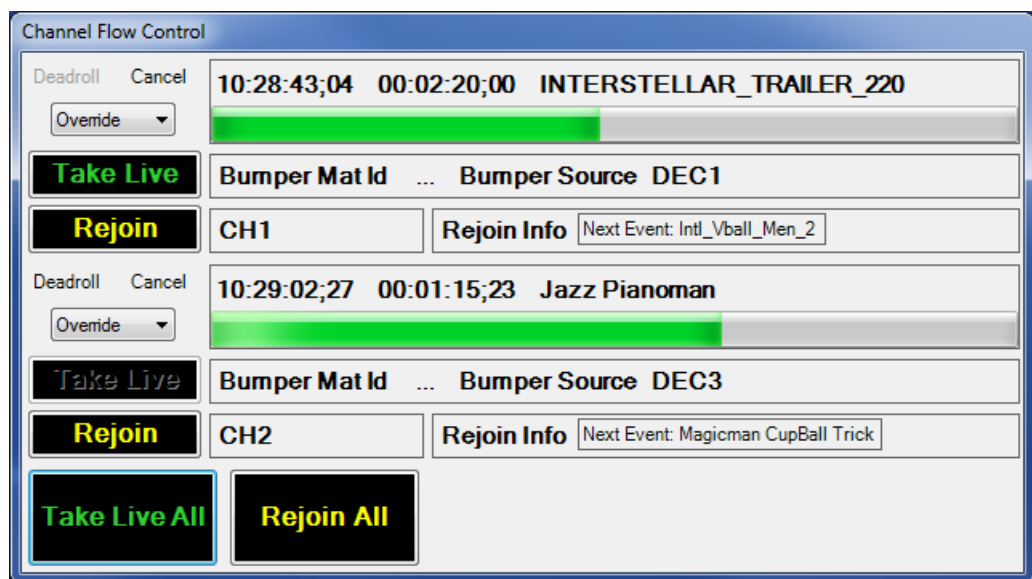 Channel Flow Control
Deadroll Cancel
10:28:43;04 00:02:20;00 INTERSTELLAR_TRAILER_220
Override
Take Live
Bumper Mat Id ... Bumper Source DEC1
Rejoin
CH1
Rejoin Info Next Event: Intl_Vball_Men_2
Deadroll Cancel
10:29:02;27 00:01:15;23 Jazz Pianoman
Override
Take Live
Bumper Mat Id ... Bumper Source DEC3
Rejoin
CH2
Rejoin Info Next Event: Magicman CupBall Trick
Take Live All
Rejoin All